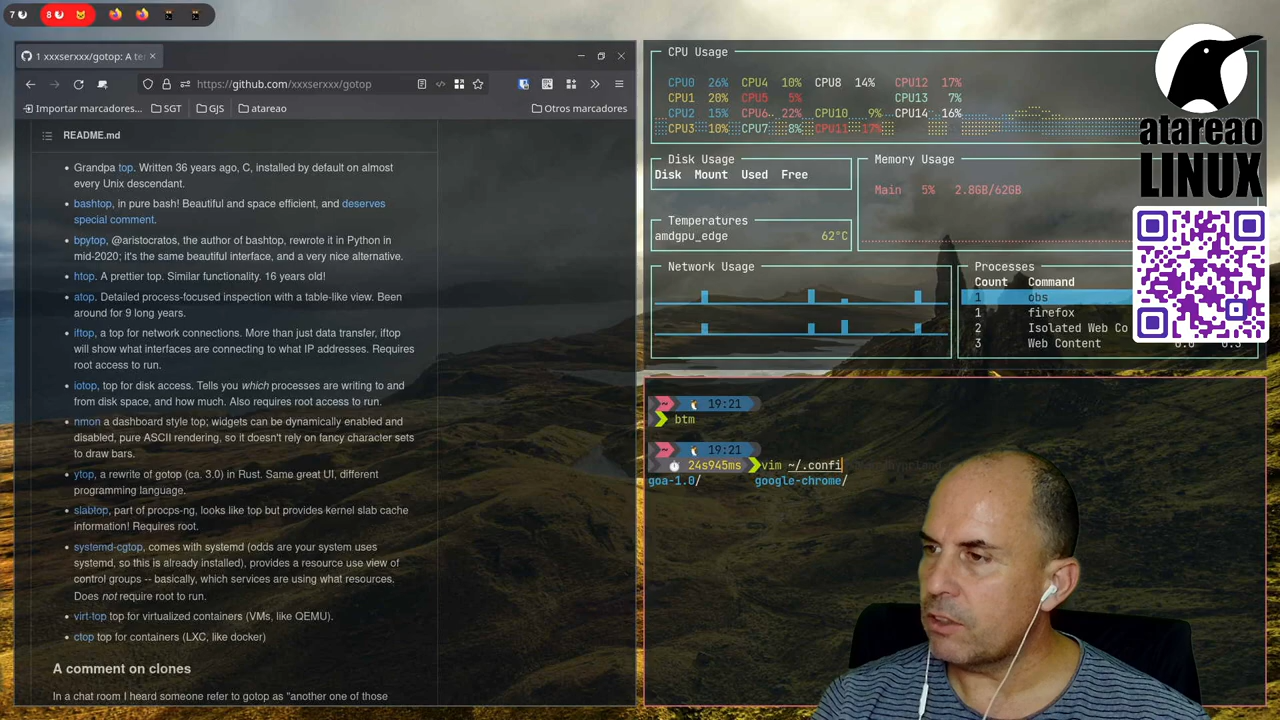 7
8
1 xxxserxxx/gotop: A te
https://github.com/xxxserxxx/gotop
Importar marcadores...
SGT
GJS
atareao
Otros marcadores
README.md
Grandpa top. Written 36 years ago, C, installed by default on almost
every Unix descendant.
bashtop, in pure bash! Beautiful and space efficient, and deserves
special comment.
bpytop, @aristocratos, the author of bashtop, rewrote it in Python in
mid-2020; it's the same beautiful interface, and a very nice alternative.
htop. A prettier top. Similar functionality. 16 years old!
atop. Detailed process-focused inspection with a table-like view. Been
around for 9 long years.
iftop, a top for network connections. More than just data transfer, iftop
will show what interfaces are connecting to what IP addresses. Requires
root access to run.
iotop, top for disk access. Tells you which processes are writing to and
from disk space, and how much. Also requires root access to run.
nmon a dashboard style top; widgets can be dynamically enabled and
disabled, pure ASCII rendering, so it doesn't rely on fancy character sets
to draw bars.
ytop, a rewrite of gotop (ca. 3.0) in Rust. Same great UI, different
programming language.
slabtop, part of procps-ng, looks like top but provides kernel slab cache
information! Requires root.
systemd-cgtop, comes with systemd (odds are your system uses
systemd, so this is already installed), provides a resource use view of
control groups -- basically, which services are using what resources.
Does not require root to run.
virt-top top for virtualized containers (VMs, like QEMU).
ctop top for containers (LXC, like docker)
A comment on clones
In a chat room I heard someone refer to gotop as "another one of those
CPU Usage
CPU0 26% CPU4 10% CPU8 14% CPU12 17%
CPU1 20% CPU5 5% CPU13 7%
CPU2 15% CPU6 22% CPU10 9% CPU14 16%
CPU3 10% CPU7 8% CPU11 17%
Disk Usage
Disk Mount Used Free
Temperatures
amdgpu_edge 62°C
Memory Usage
Main 5% 2.8GB/62GB
Network Usage
Processes
Count Command
1 obs
1 firefox
2 Isolated Web Co
3 Web Content
atareao
LINUX
~ 19:21
btm
~ 19:21
24s945ms vim ~/.confi
goa-1.0/ google-chrome/